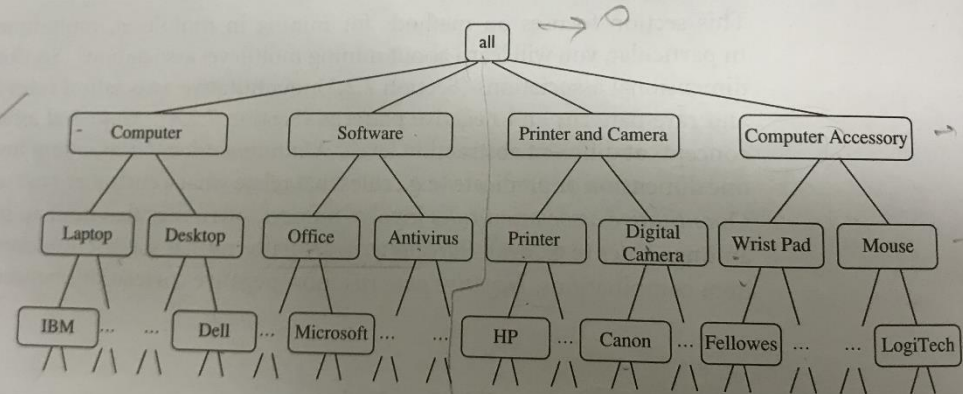 all
Computer
Software
Printer and Camera
Computer Accessory
Laptop
Desktop
Office
Antivirus
Printer
Digital
Camera
Wrist Pad
Mouse
IBM
...
...
Dell
...
Microsoft
...
...
HP
...
Canon
...
Fellowes
...
...
LogiTech